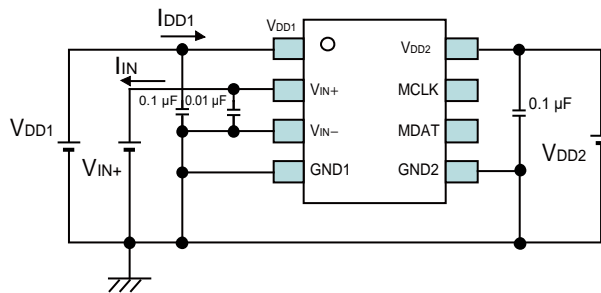 IDD1
VDD1
VDD2
IIN
VIN+
MCLK
0.1 µF
0.01 µF
0.1 µF
VDD1
VIN–
MDAT
VIN+
GND1
GND2
VDD2